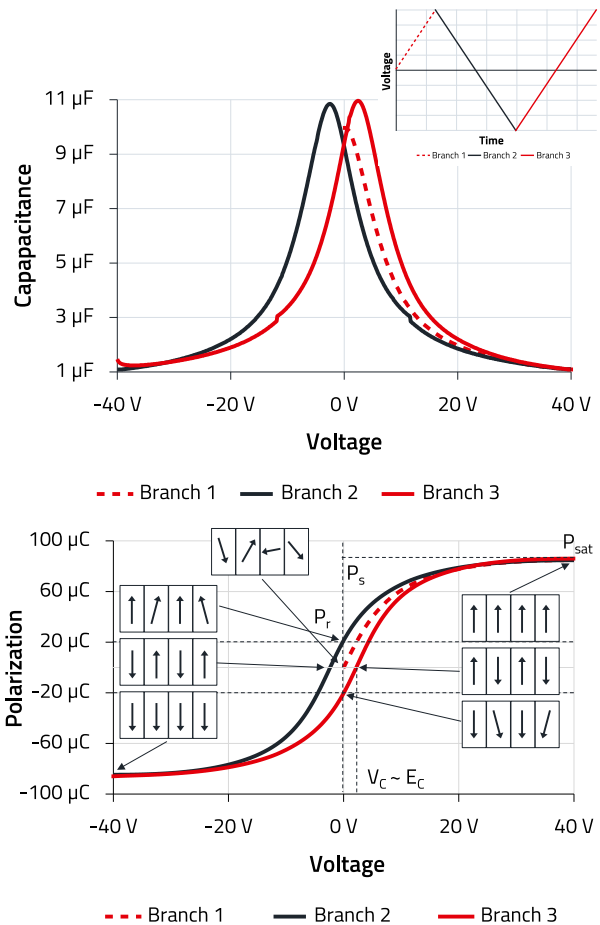 Voltage
Time
Branch 1 Branch 2 Branch 3
11 µF
9 µF
7 µF
5 µF
3 µF
1 µF
Capapacitance
−40 V −20 V 0 V 20 V 40 V
Voltage
Branch 1 Branch 2 Branch 3
100 µC
60 µC
20 µC
−20 µC
−60 µC
−100 µC
Polarization
Psat
Ps
Pr
VC ~ EC
−40 V −20 V 0 V 20 V 40 V
Voltage
Branch 1 Branch 2 Branch 3